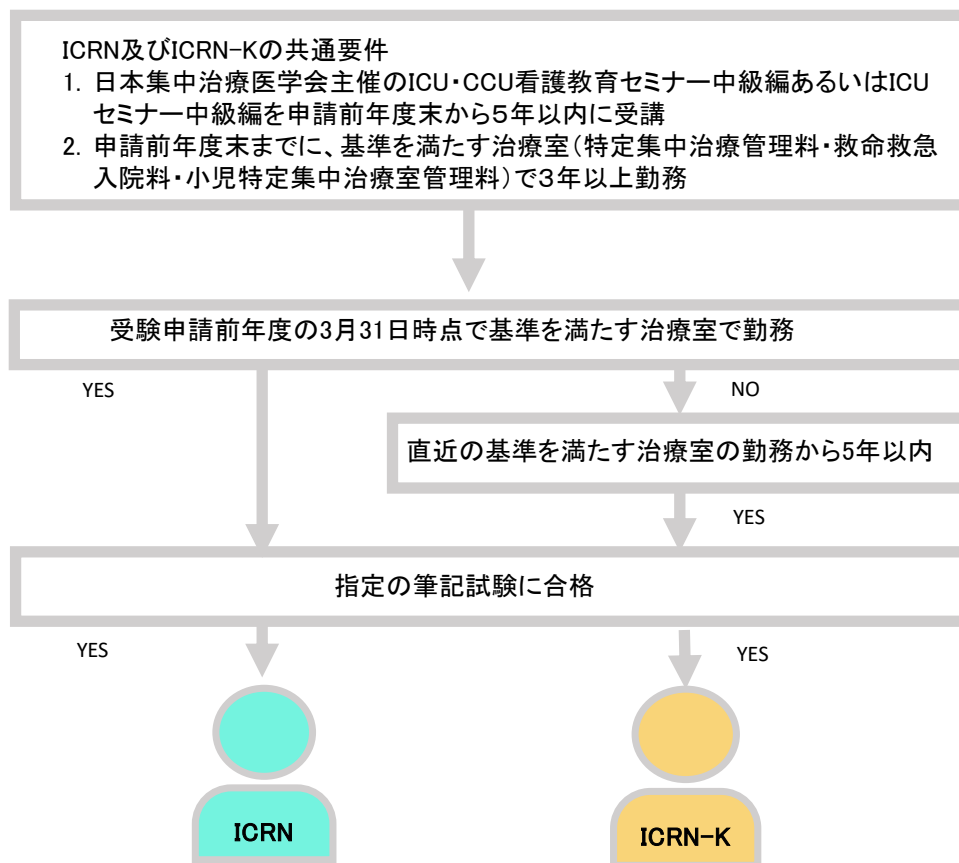 ICRN及びICRN-Kの共通要件
1. 日本集中治療医学会主催のICU・CCU看護教育セミナー中級編あるいはICU
セミナー中級編を申請前年度末から5年以内に受講
2. 申請前年度末までに、基準を満たす治療室(特定集中治療管理料・救命救急
入院料・小児特定集中治療室管理料)で3年以上勤務
受験申請前年度の3月31日時点で基準を満たす治療室で勤務
YES
NO
直近の基準を満たす治療室の勤務から5年以内
YES
指定の筆記試験に合格
YES
YES
ICRN
ICRN-K